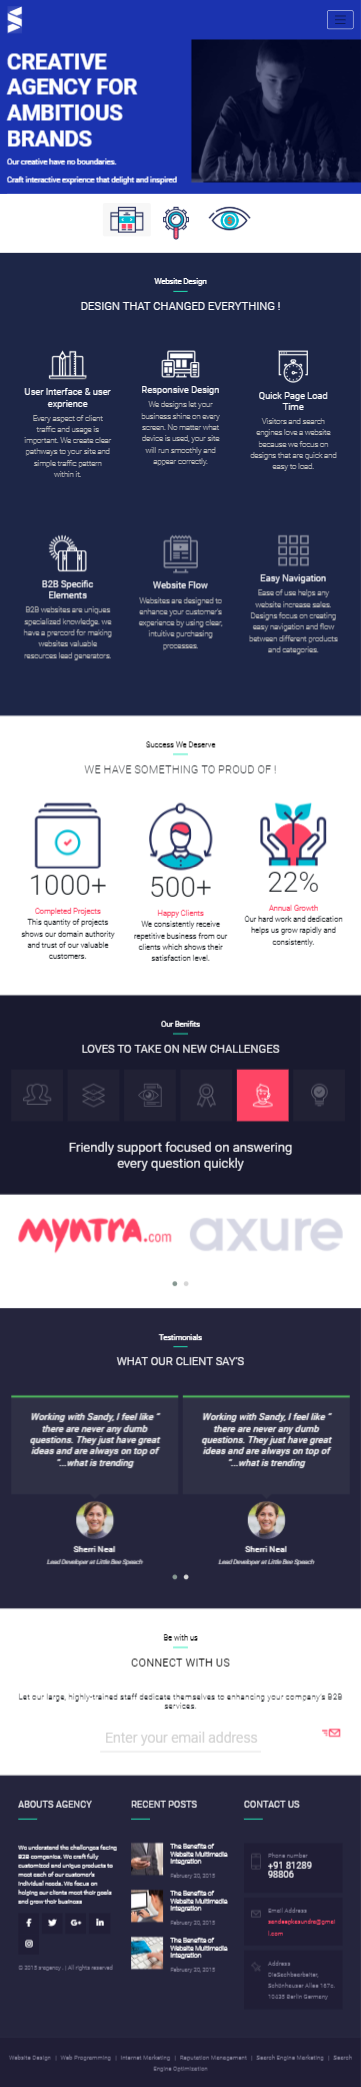 CREATIVE
AGENCY FOR
AMBITIOUS
BRANDS
Our creative have no boundaries.
Craft interactive exprience that delight and inspired
Website Design
DESIGN THAT CHANGED EVERYTHING !
User Interface & user
exprience
Every aspect of client
traffic and usage is
important. We create clear
pathways to your site and
simple traffic pattern
within it.
Responsive Design
We designs let your
business shine on every
screen. No matter what
device is used, your site
will run smoothly and
appear correctly.
Quick Page Load
Time
Visitors and search
engines love a website
because we focus on
designs that are quick and
easy to load.
B2B Specific
Elements
B2B websites are uniques
specialized knowledge. we
have a prercord for making
websites valuable
resources lead generators.
Website Flow
Websites are designed to
enhance your customer's
experience by using clear,
intuitive purchasing
processes.
Easy Navigation
Ease of use helps any
website increase sales.
Designs focus on creating
easy navigation and flow
between different products
and categories.
Success We Deserve
WE HAVE SOMETHING TO PROUD OF !
1000+
Completed Projects
This quantity of projects
shows our domain authority
and trust of our valuable
customers.
500+
Happy Clients
We consistently receive
repetitive business from our
clients which shows their
satisfaction level.
22%
Annual Growth
Our hard work and dedication
helps us grow rapidly and
consistently.
Our Benifits
LOVES TO TAKE ON NEW CHALLENGES
Friendly support focused on answering
every question quickly
Myntra.com
axure
Testimonials
WHAT OUR CLIENT SAY'S
Working with Sandy, I feel like "
there are never any dumb
questions. They just have great
ideas and are always on top of
"...what is trending
Sherri Neal
Lead Developer at Little Bee Speach
Working with Sandy, I feel like "
there are never any dumb
questions. They just have great
ideas and are always on top of
"...what is trending
Sherri Neal
Lead Developer at Little Bee Speach
Be with us
CONNECT WITH US
Let our large, highly-trained staff dedicate themselves to enhancing your company's B2B
services.
Enter your email address
ABOUTS AGENCY
We understand the challenges facing
B2B companies. We craft fully
customized and unique products to
meet each of our customer's
individual needs. We focus on
helping our clients meet their goals
and grow their business
f
G+
in
RECENT POSTS
The Benefits of
Website Multimedia
Integration
February 20, 2015
The Benefits of
Website Multimedia
Integration
February 20, 2015
The Benefits of
Website Multimedia
Integration
February 20, 2015
CONTACT US
Phone number
+91 81289
98806
Email Address
Address
10435 Berlin Germany
| All rights reserved
Website Design | Web Programming | Internet Marketing | Reputation Management | Search Engine Marketing | Search
Engine Optimisation